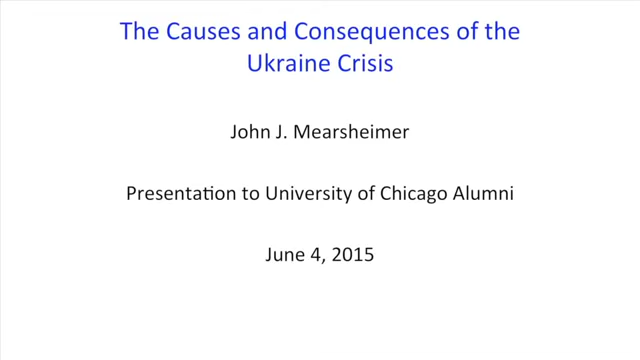 The Causes and Consequences of the
Ukraine Crisis
John J. Mearsheimer
Presentation to University of Chicago Alumni
June 4, 2015